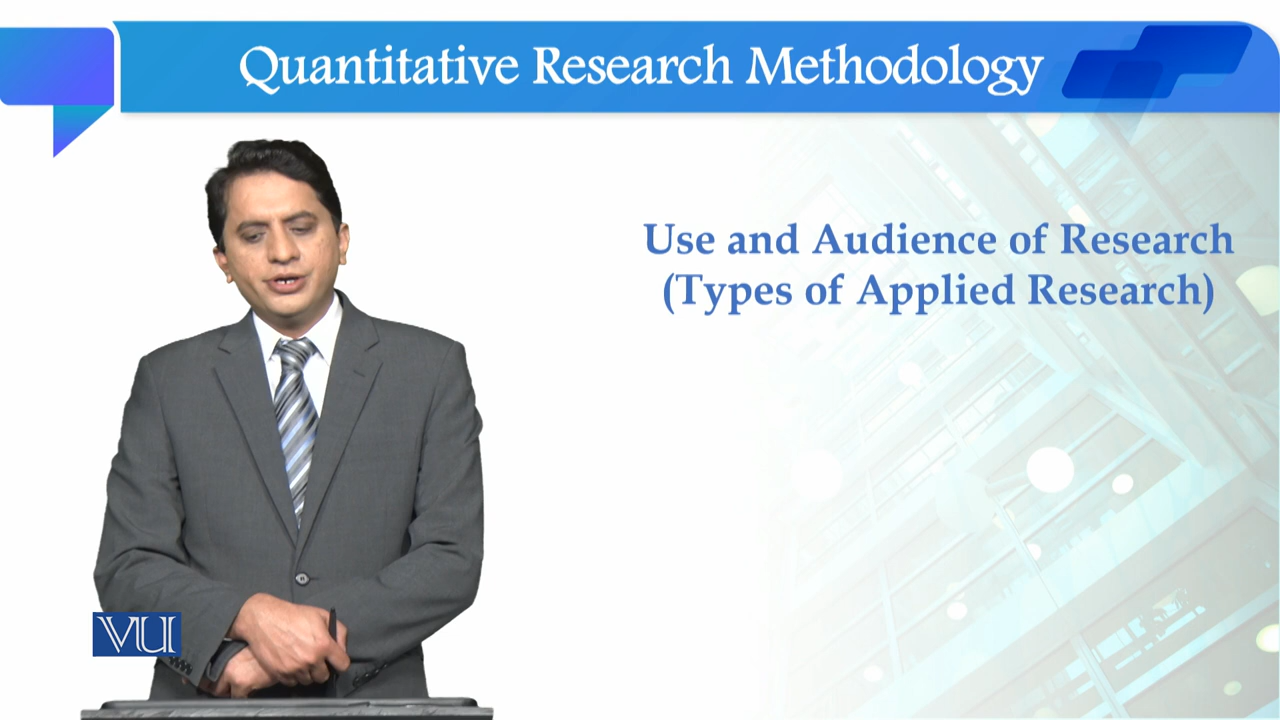 Quantitative Research Methodology
Use and Audience of Research
(Types of Applied Research)
VU